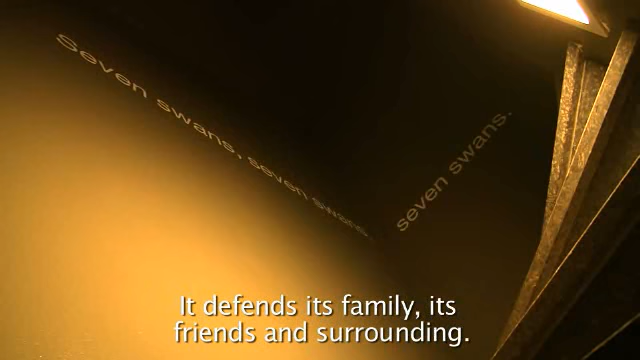 Seven swans, seven swans,
seven swans.
It defends its family, its
friends and surrounding.